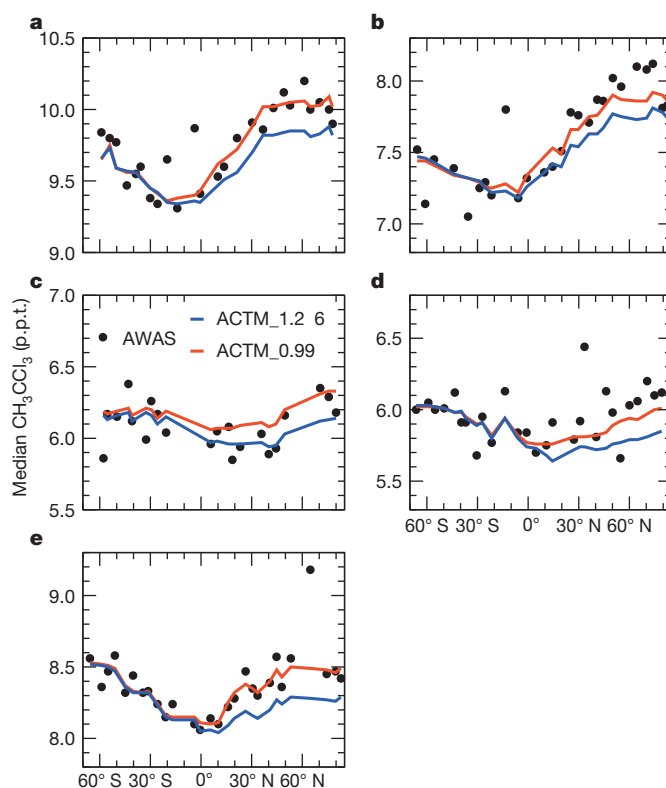 a
b
10.5
10.0
9.5
9.0
8.0
7.5
7.0
c
d
7.0
6.5
6.0
5.5
AWAS
ACTM_1.2 6
ACTM_0.99
6.5
6.0
5.5
Median CH₃CCl₃ (p.p.t.)
60° S 30° S 0° 30° N 60° N
e
9.0
8.5
8.0
60° S 30° S 0° 30° N 60° N